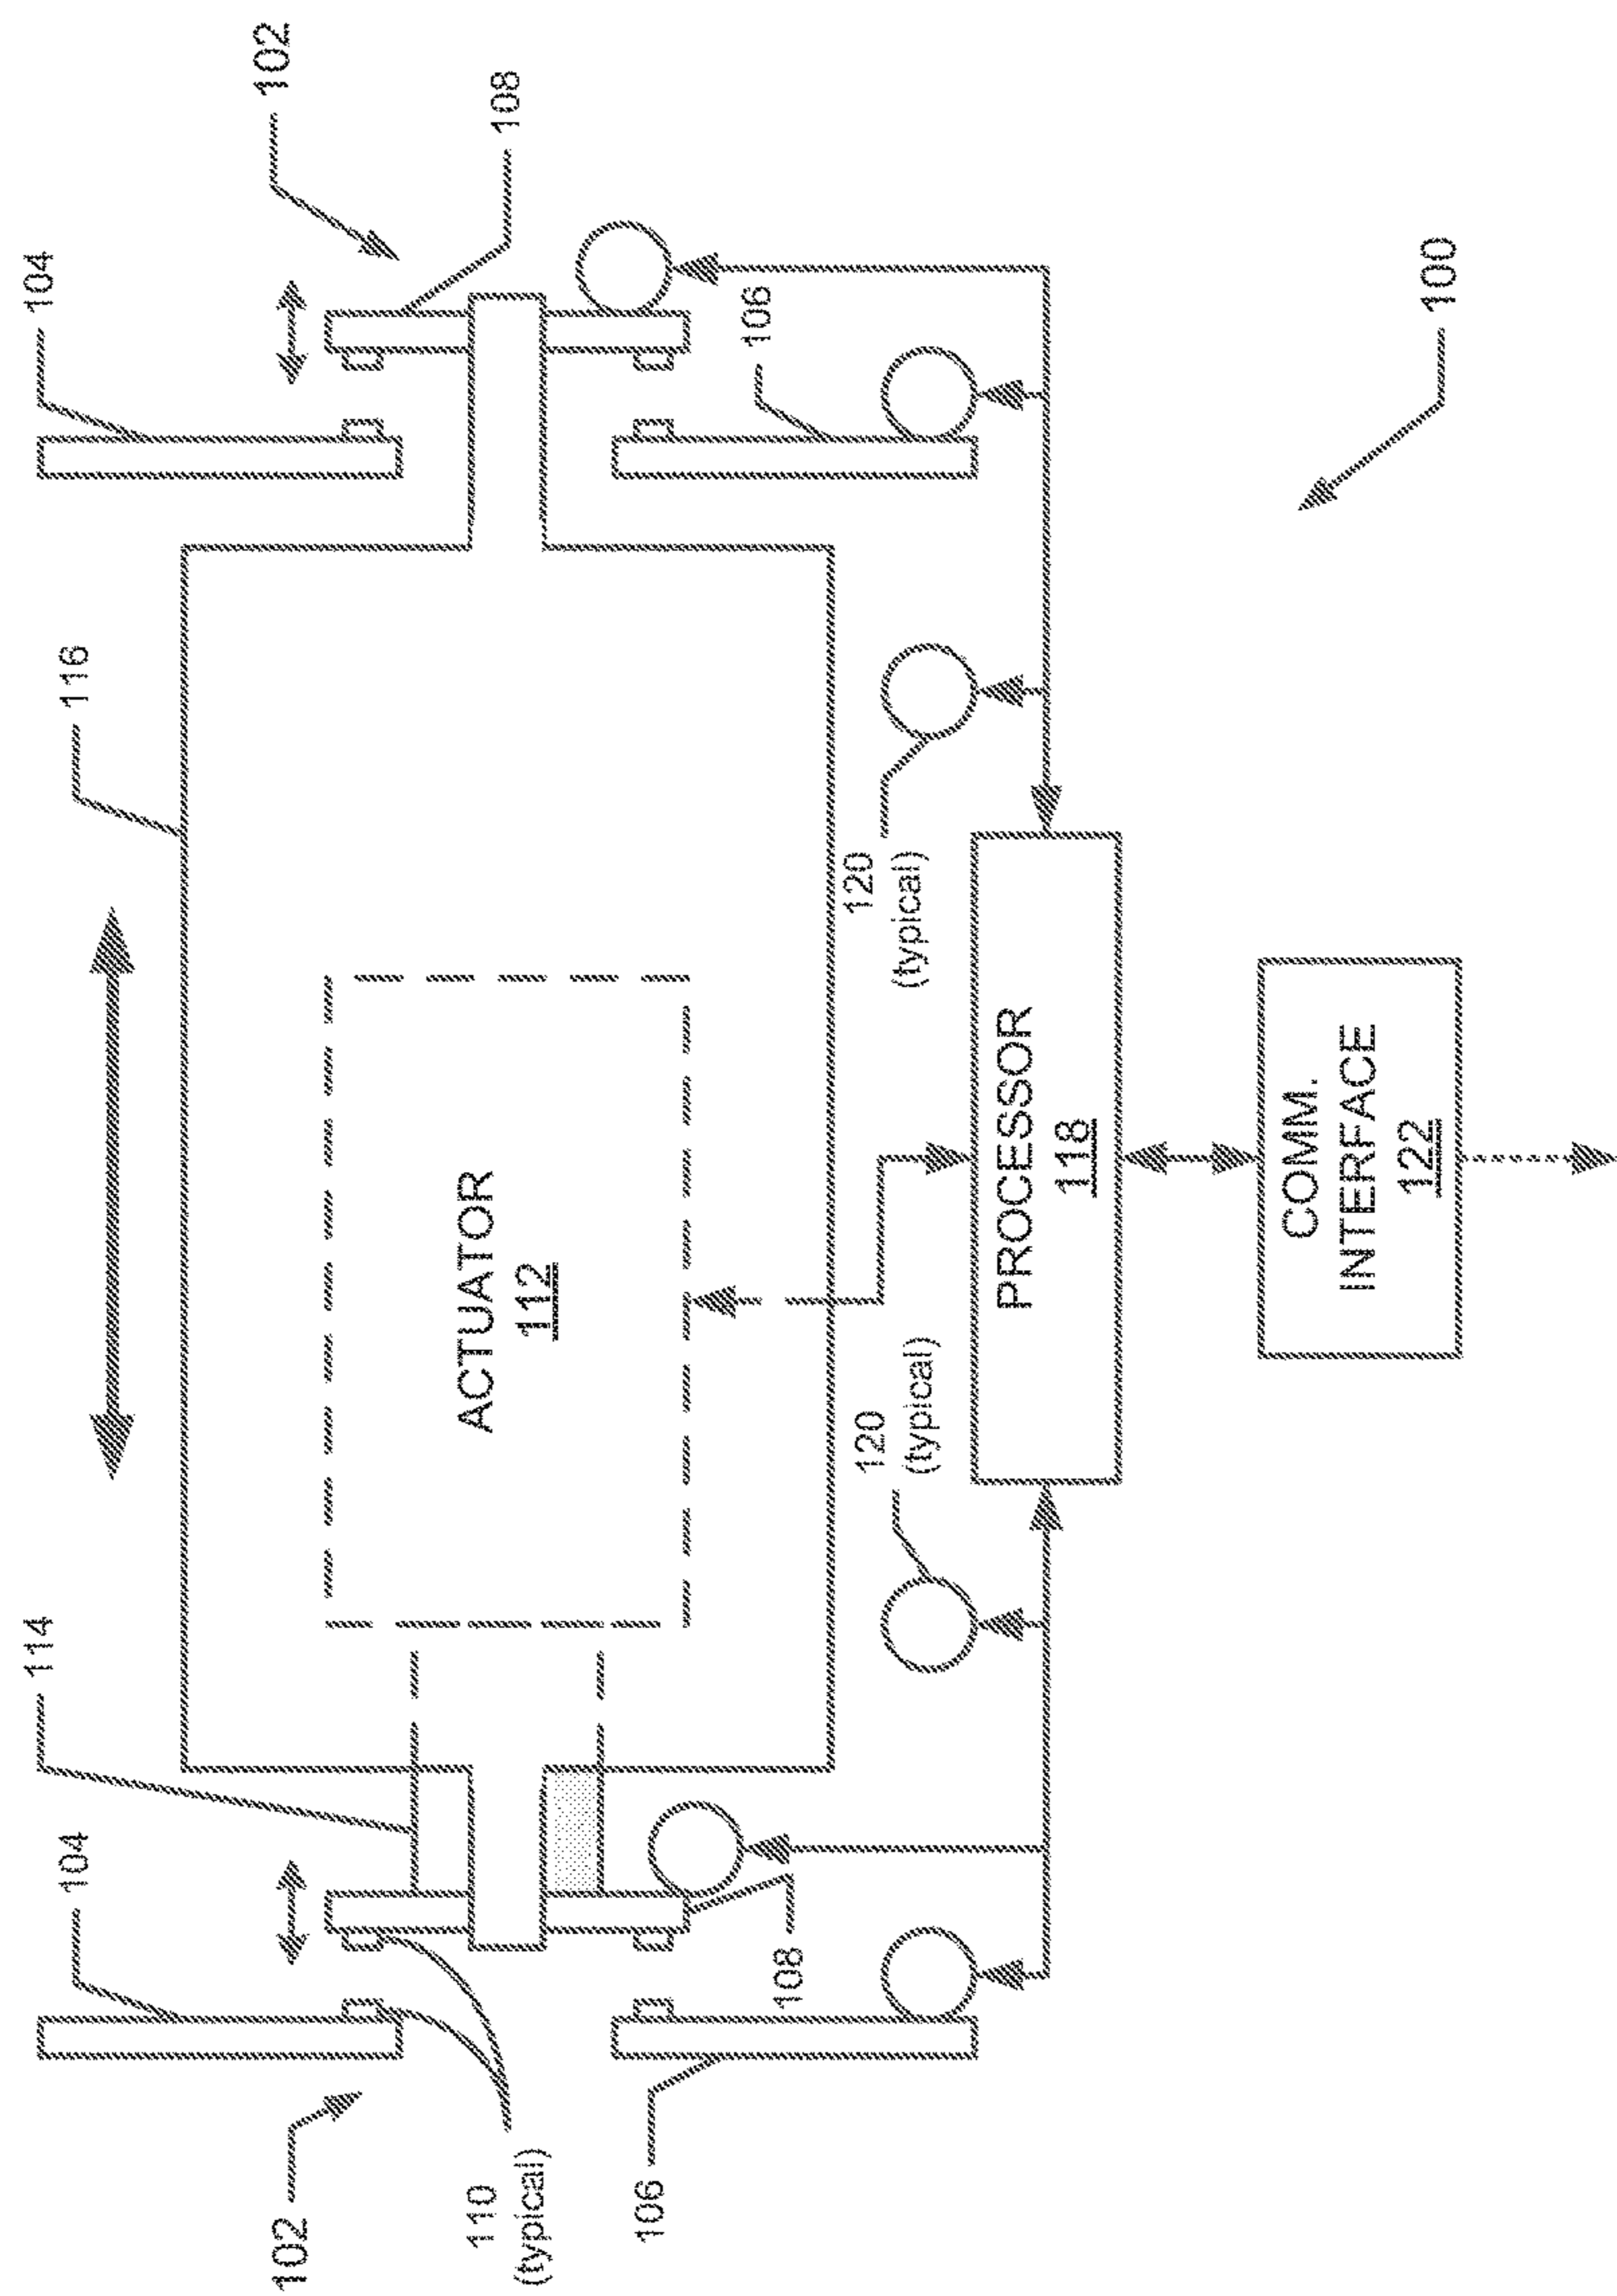 114
104
104
116
102
102
ACTUATOR
112
108
110
(typical)
106
106
108
120
(typical)
120
(typical)
PROCESSOR
118
COMM.
INTERFACE
122
100